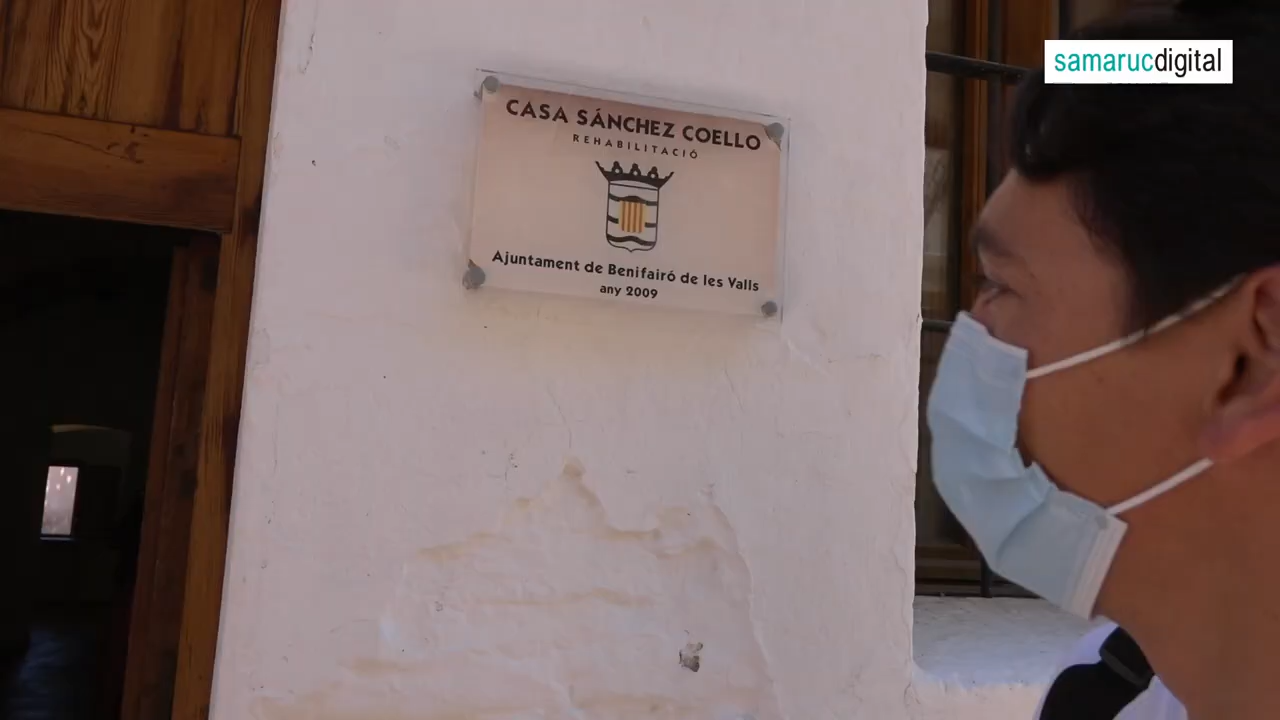 samarucdigital
CASA SÁNCHEZ COELLO
REHABILITACIÓ
Ajuntament de Benifairó de les Valls
any 2009